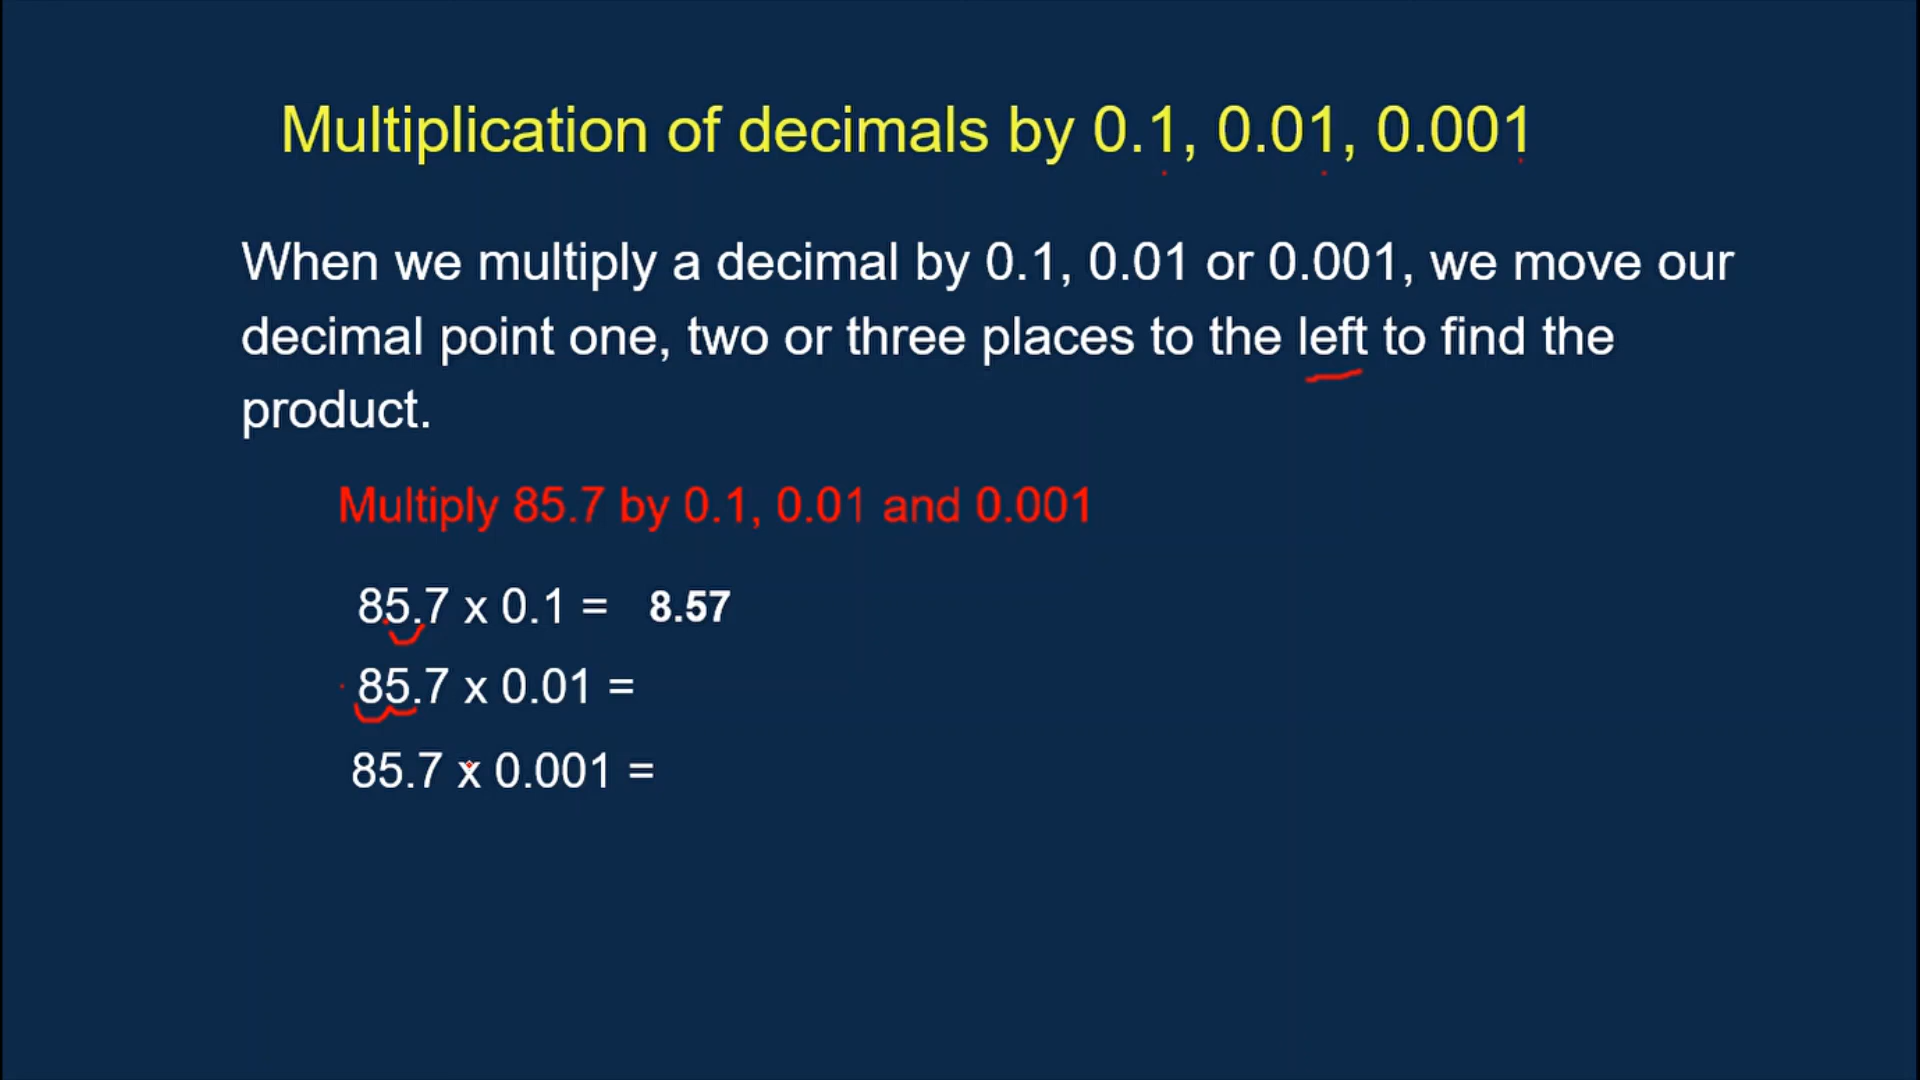 Multiplication of decimals by 0.1, 0.01, 0.001
When we multiply a decimal by 0.1, 0.01 or 0.001, we move our
decimal point one, two or three places to the left to find the
product.
Multiply 85.7 by 0.1, 0.01 and 0.001
85.7 x 0.1 = 8.57
85.7 x 0.01 =
85.7 x 0.001 =